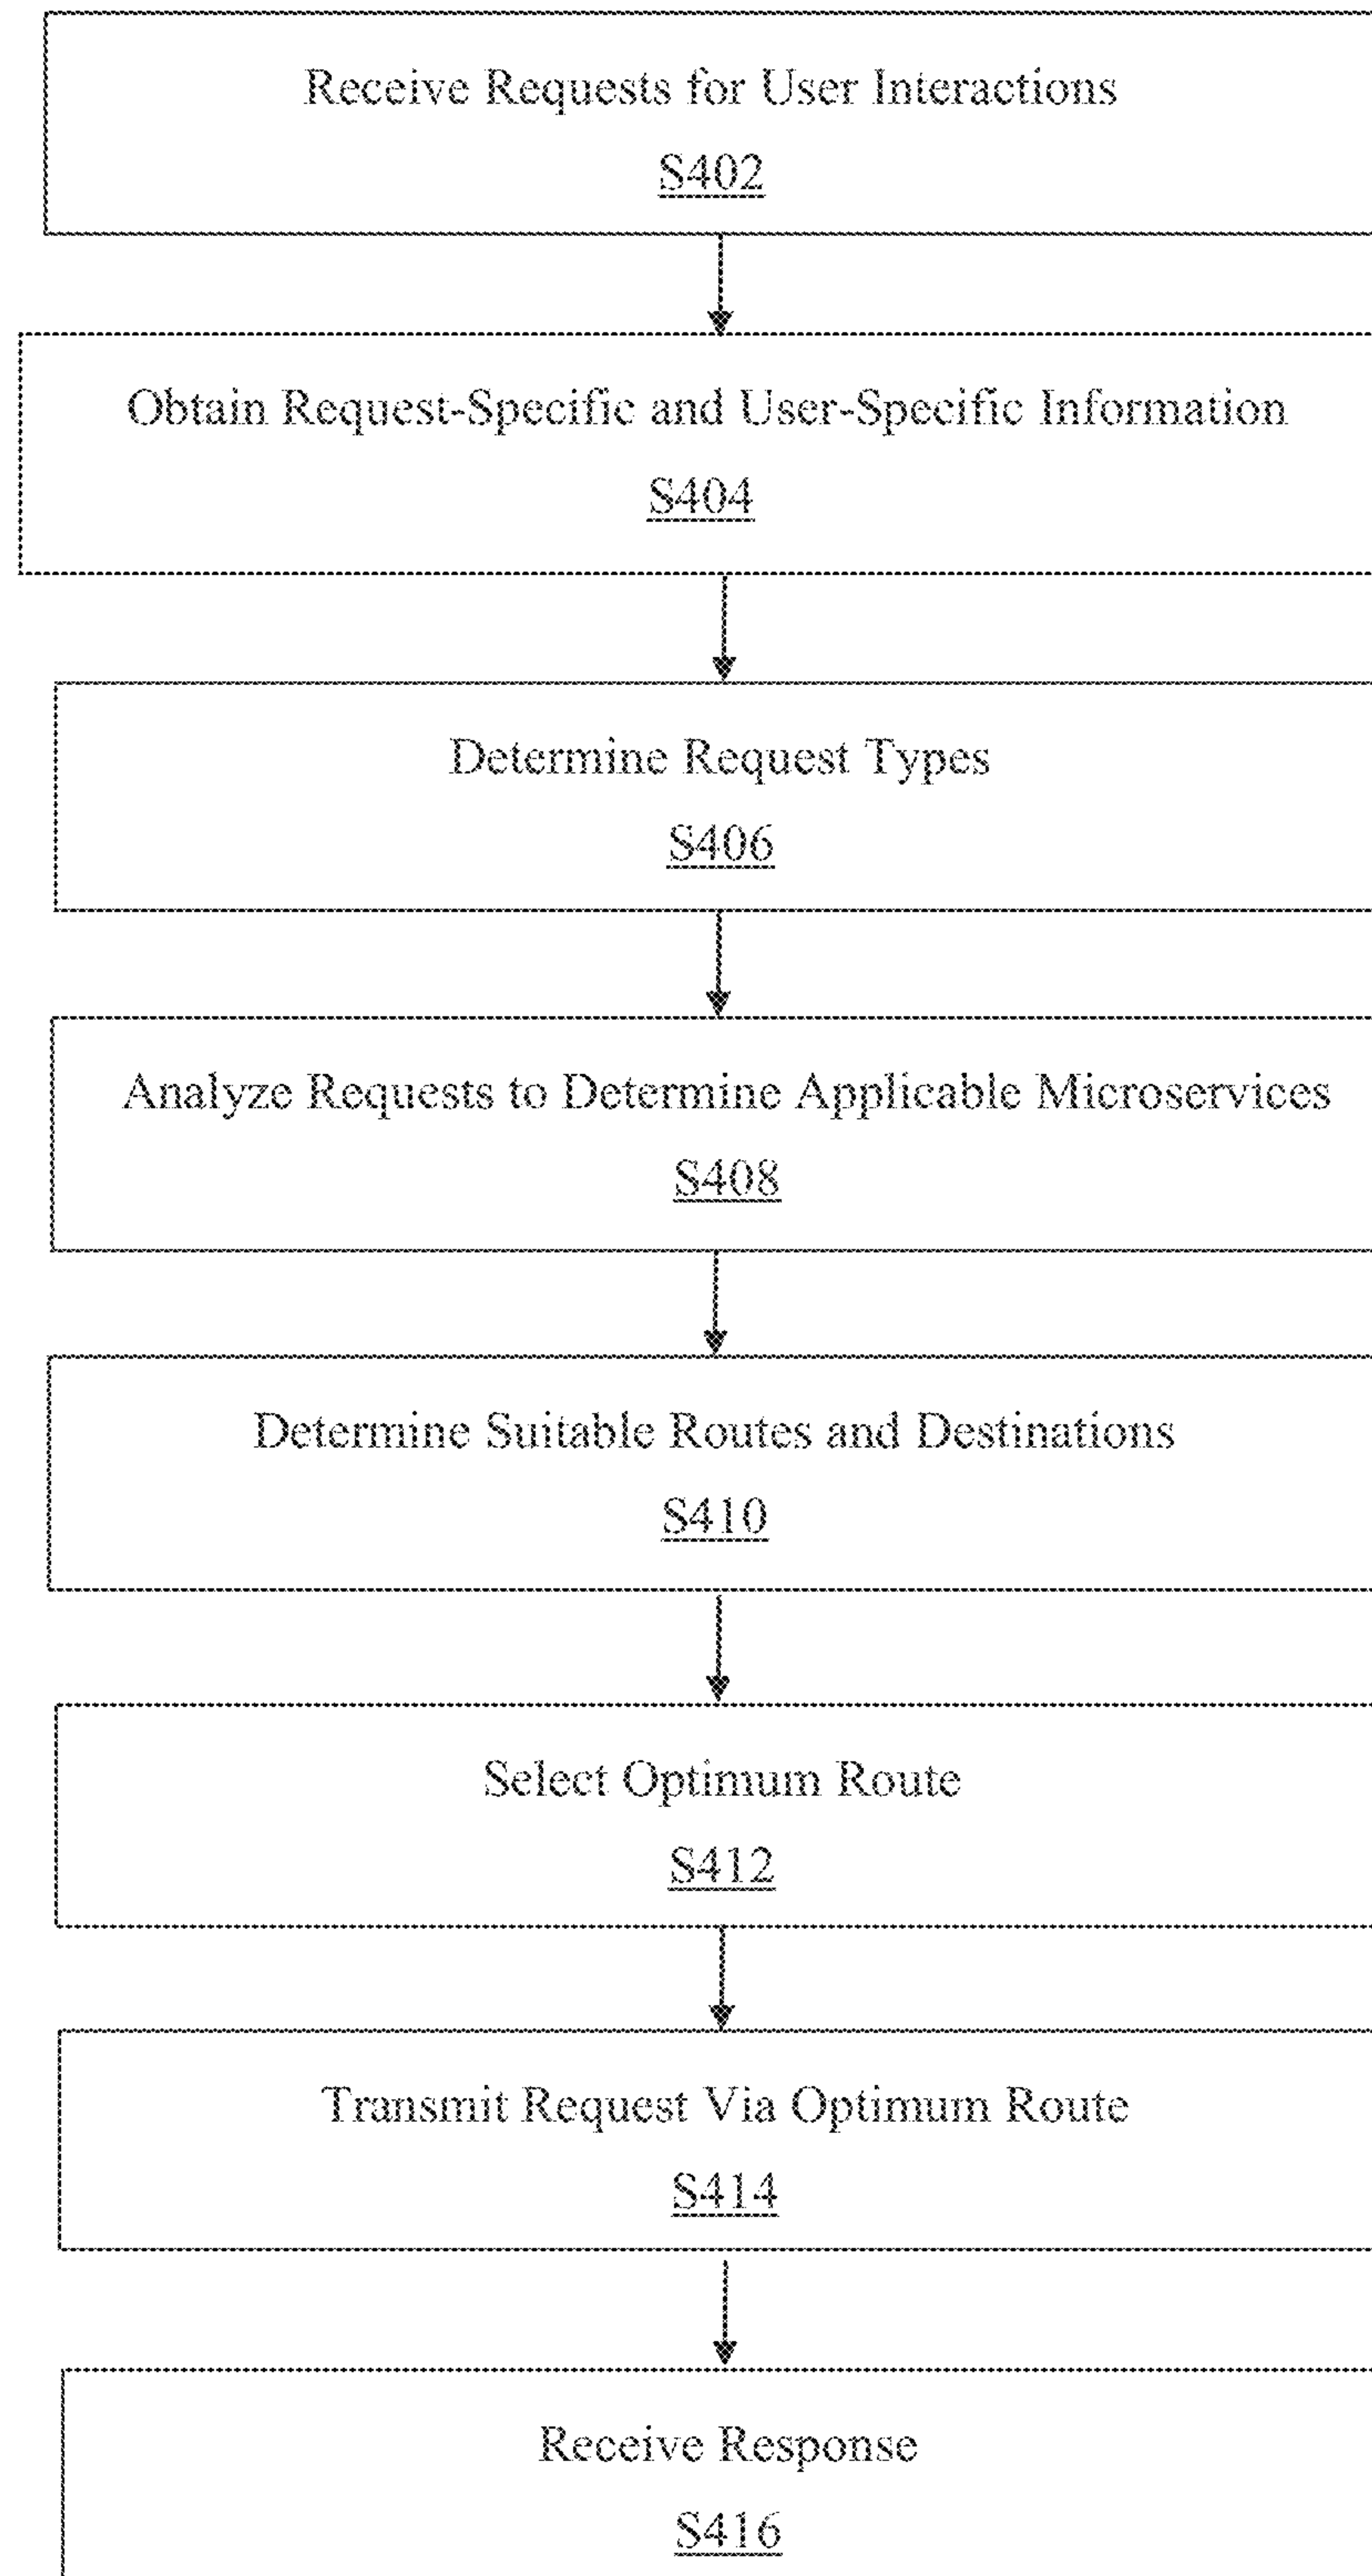 Receive Requests for User Interactions
S402
Obtain Request-Specific and User-Specific Information
S404
Determine Request Types
S406
Analyze Requests to Determine Applicable Microservices
S408
Determine Suitable Routes and Destinations
S410
Select Optimum Route
S412
Transmit Request Via Optimum Route
S414
Receive Response
S416